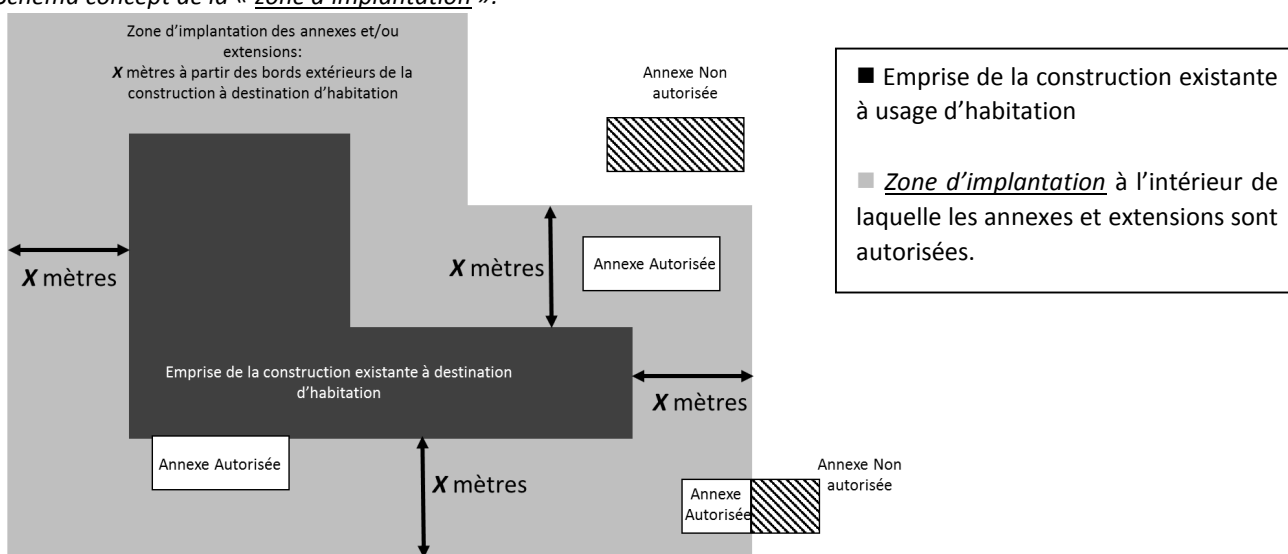 Schéma concept de la « zone d'implantation ».
Zone d'implantation des annexes et/ou
extensions:
X mètres à partir des bords extérieurs de la
construction à destination d'habitation
Annexe Non
autorisée
X mètres
X mètres
Annexe Autorisée
Emprise de la construction existante à destination
d'habitation
X mètres
Annexe Autorisée
X mètres
Annexe
Autorisée
Annexe Non
autorisée
■ Emprise de la construction existante
à usage d'habitation
■ Zone d'implantation à l'intérieur de
laquelle les annexes et extensions sont
autorisées.